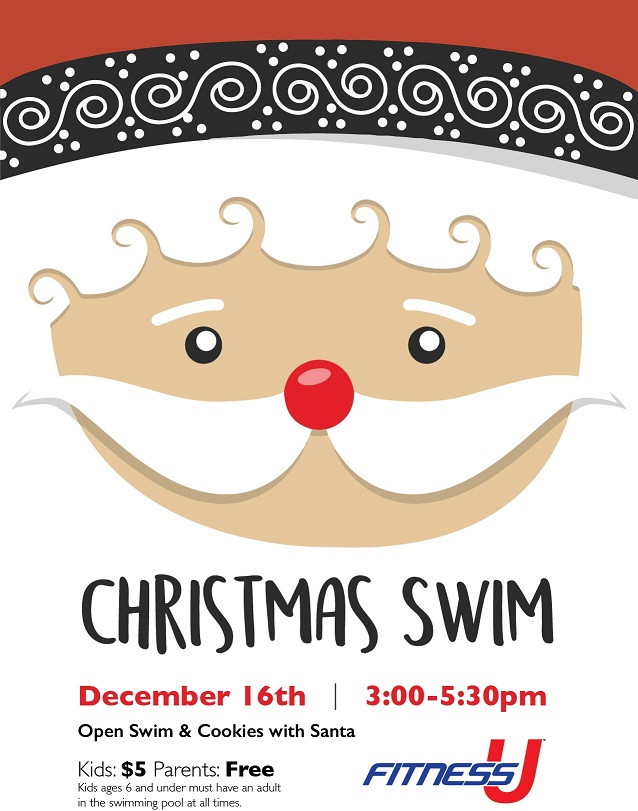 CHRISTMAS SWIM
December 16th | 3:00-5:30pm
Open Swim & Cookies with Santa
Kids: $5 Parents: Free
Kids ages 6 and under must have an adult
in the swimming pool at all times.
FITNESS U